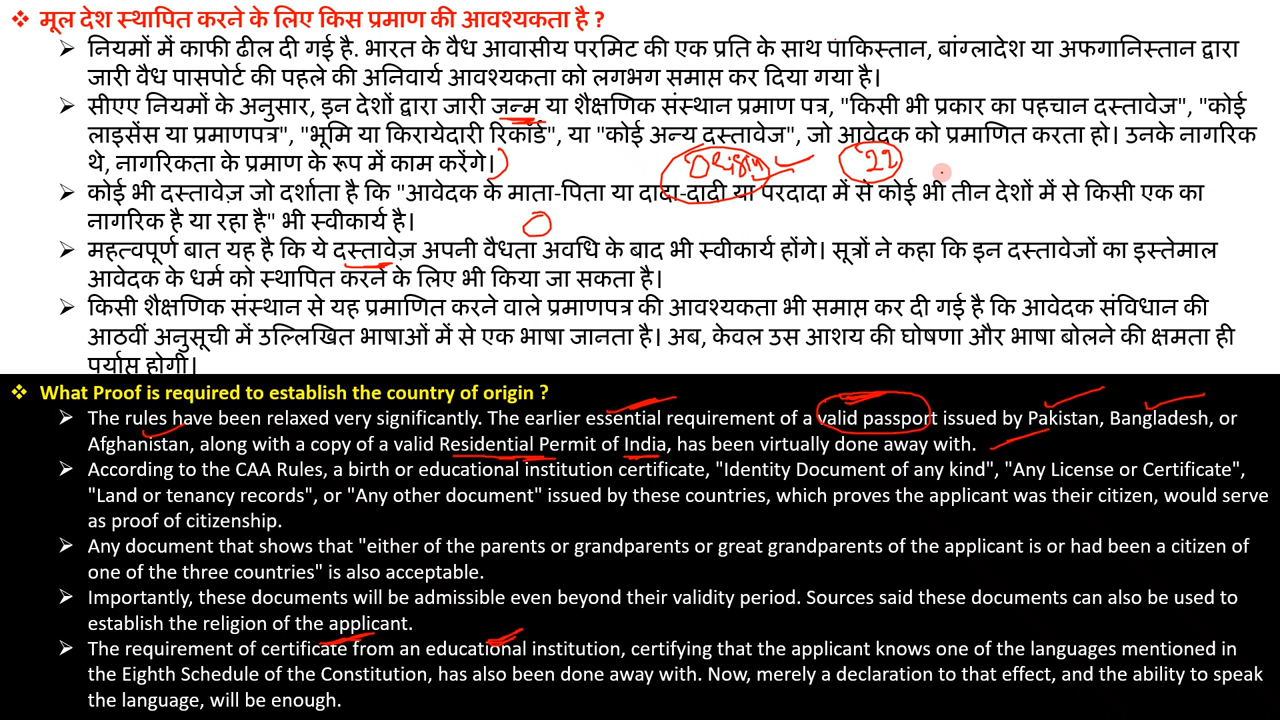 ❖ मूल देश स्थापित करने के लिए किस प्रमाण की आवश्यकता है ?
➢ नियमों में काफी ढील दी गई है. भारत के वैध आवासीय परमिट की एक प्रति के साथ पाकिस्तान, बांग्लादेश या अफगानिस्तान द्वारा
जारी वैध पासपोर्ट की पहले की अनिवार्य आवश्यकता को लगभग समाप्त कर दिया गया है।
➢ सीएए नियमों के अनुसार, इन देशों द्वारा जारी जन्म या शैक्षणिक संस्थान प्रमाण पत्र, "किसी भी प्रकार का पहचान दस्तावेज", "कोई
लाइसेंस या प्रमाणपत्र", "भूमि या किरायेदारी रिकॉर्ड", या "कोई अन्य दस्तावेज", जो आवेदक को प्रमाणित करता हो। उनके नागरिक
थे, नागरिकता के प्रमाण के रूप में काम करेंगे।
Origin 22
➢ कोई भी दस्तावेज़ जो दर्शाता है कि "आवेदक के माता-पिता या दादा-दादी या परदादा में से कोई भी तीन देशों में से किसी एक का
नागरिक है या रहा है" भी स्वीकार्य है।
➢ महत्वपूर्ण बात यह है कि ये दस्तावेज़ अपनी वैधता अवधि के बाद भी स्वीकार्य होंगे। सूत्रों ने कहा कि इन दस्तावेजों का इस्तेमाल
आवेदक के धर्म को स्थापित करने के लिए भी किया जा सकता है।
➢ किसी शैक्षणिक संस्थान से यह प्रमाणित करने वाले प्रमाणपत्र की आवश्यकता भी समाप्त कर दी गई है कि आवेदक संविधान की
आठवीं अनुसूची में उल्लिखित भाषाओं में से एक भाषा जानता है। अब, केवल उस आशय की घोषणा और भाषा बोलने की क्षमता ही
पर्याप्त होगी।
❖ What Proof is required to establish the country of origin ?
➢ The rules have been relaxed very significantly. The earlier essential requirement of a valid passport issued by Pakistan, Bangladesh, or
Afghanistan, along with a copy of a valid Residential Permit of India, has been virtually done away with.
➢ According to the CAA Rules, a birth or educational institution certificate, "Identity Document of any kind", "Any License or Certificate",
"Land or tenancy records", or "Any other document" issued by these countries, which proves the applicant was their citizen, would serve
as proof of citizenship.
➢ Any document that shows that "either of the parents or grandparents or great grandparents of the applicant is or had been a citizen of
one of the three countries" is also acceptable.
➢ Importantly, these documents will be admissible even beyond their validity period. Sources said these documents can also be used to
establish the religion of the applicant.
➢ The requirement of certificate from an educational institution, certifying that the applicant knows one of the languages mentioned in
the Eighth Schedule of the Constitution, has also been done away with. Now, merely a declaration to that effect, and the ability to speak
the language, will be enough.